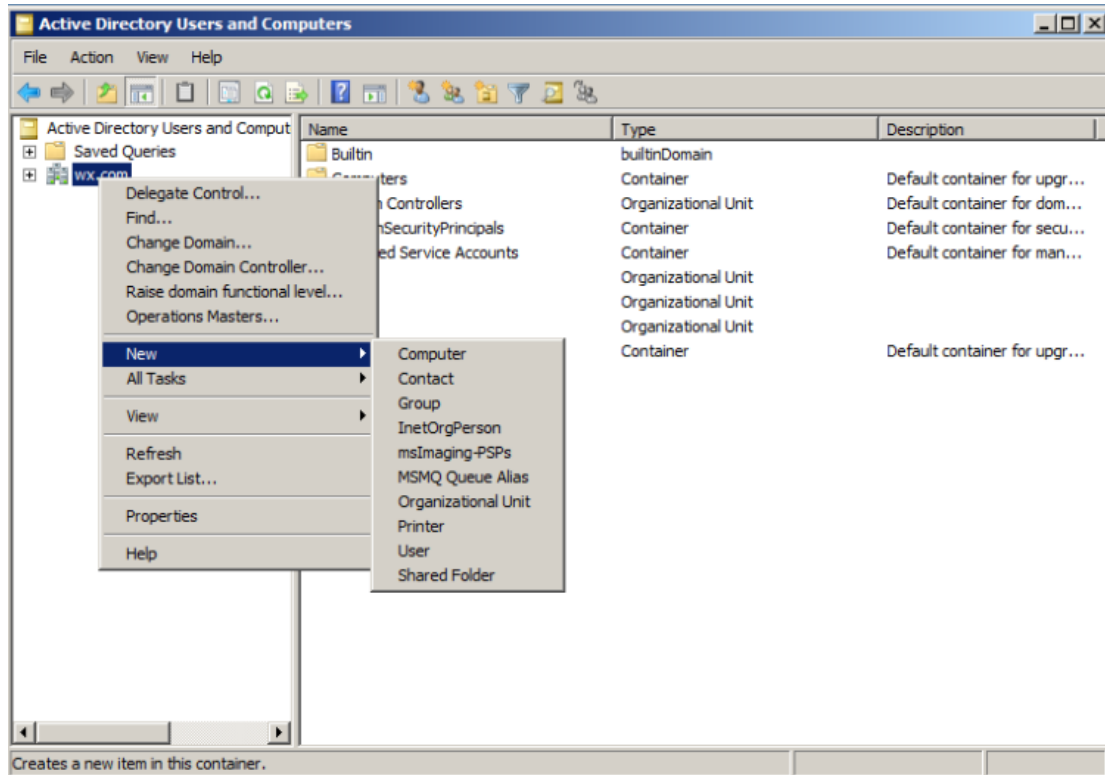 Active Directory Users and Computers
File Action View Help
Active Directory Users and Comput
Saved Queries
wx.com
Name Type Description
Builtin builtinDomain
Container Default container for upgr...
Controllers Organizational Unit Default container for dom...
Container Default container for secu...
Service Accounts Container Default container for man...
Organizational Unit
Organizational Unit
Organizational Unit
Container Default container for upgr...
Delegate Control...
Find...
Change Domain...
Change Domain Controller...
Raise domain functional level...
Operations Masters...
New
All Tasks
View
Refresh
Export List...
Properties
Help
Computer
Contact
Group
InetOrgPerson
msImaging-PSPs
MSMQ Queue Alias
Organizational Unit
Printer
User
Shared Folder
Creates a new item in this container.